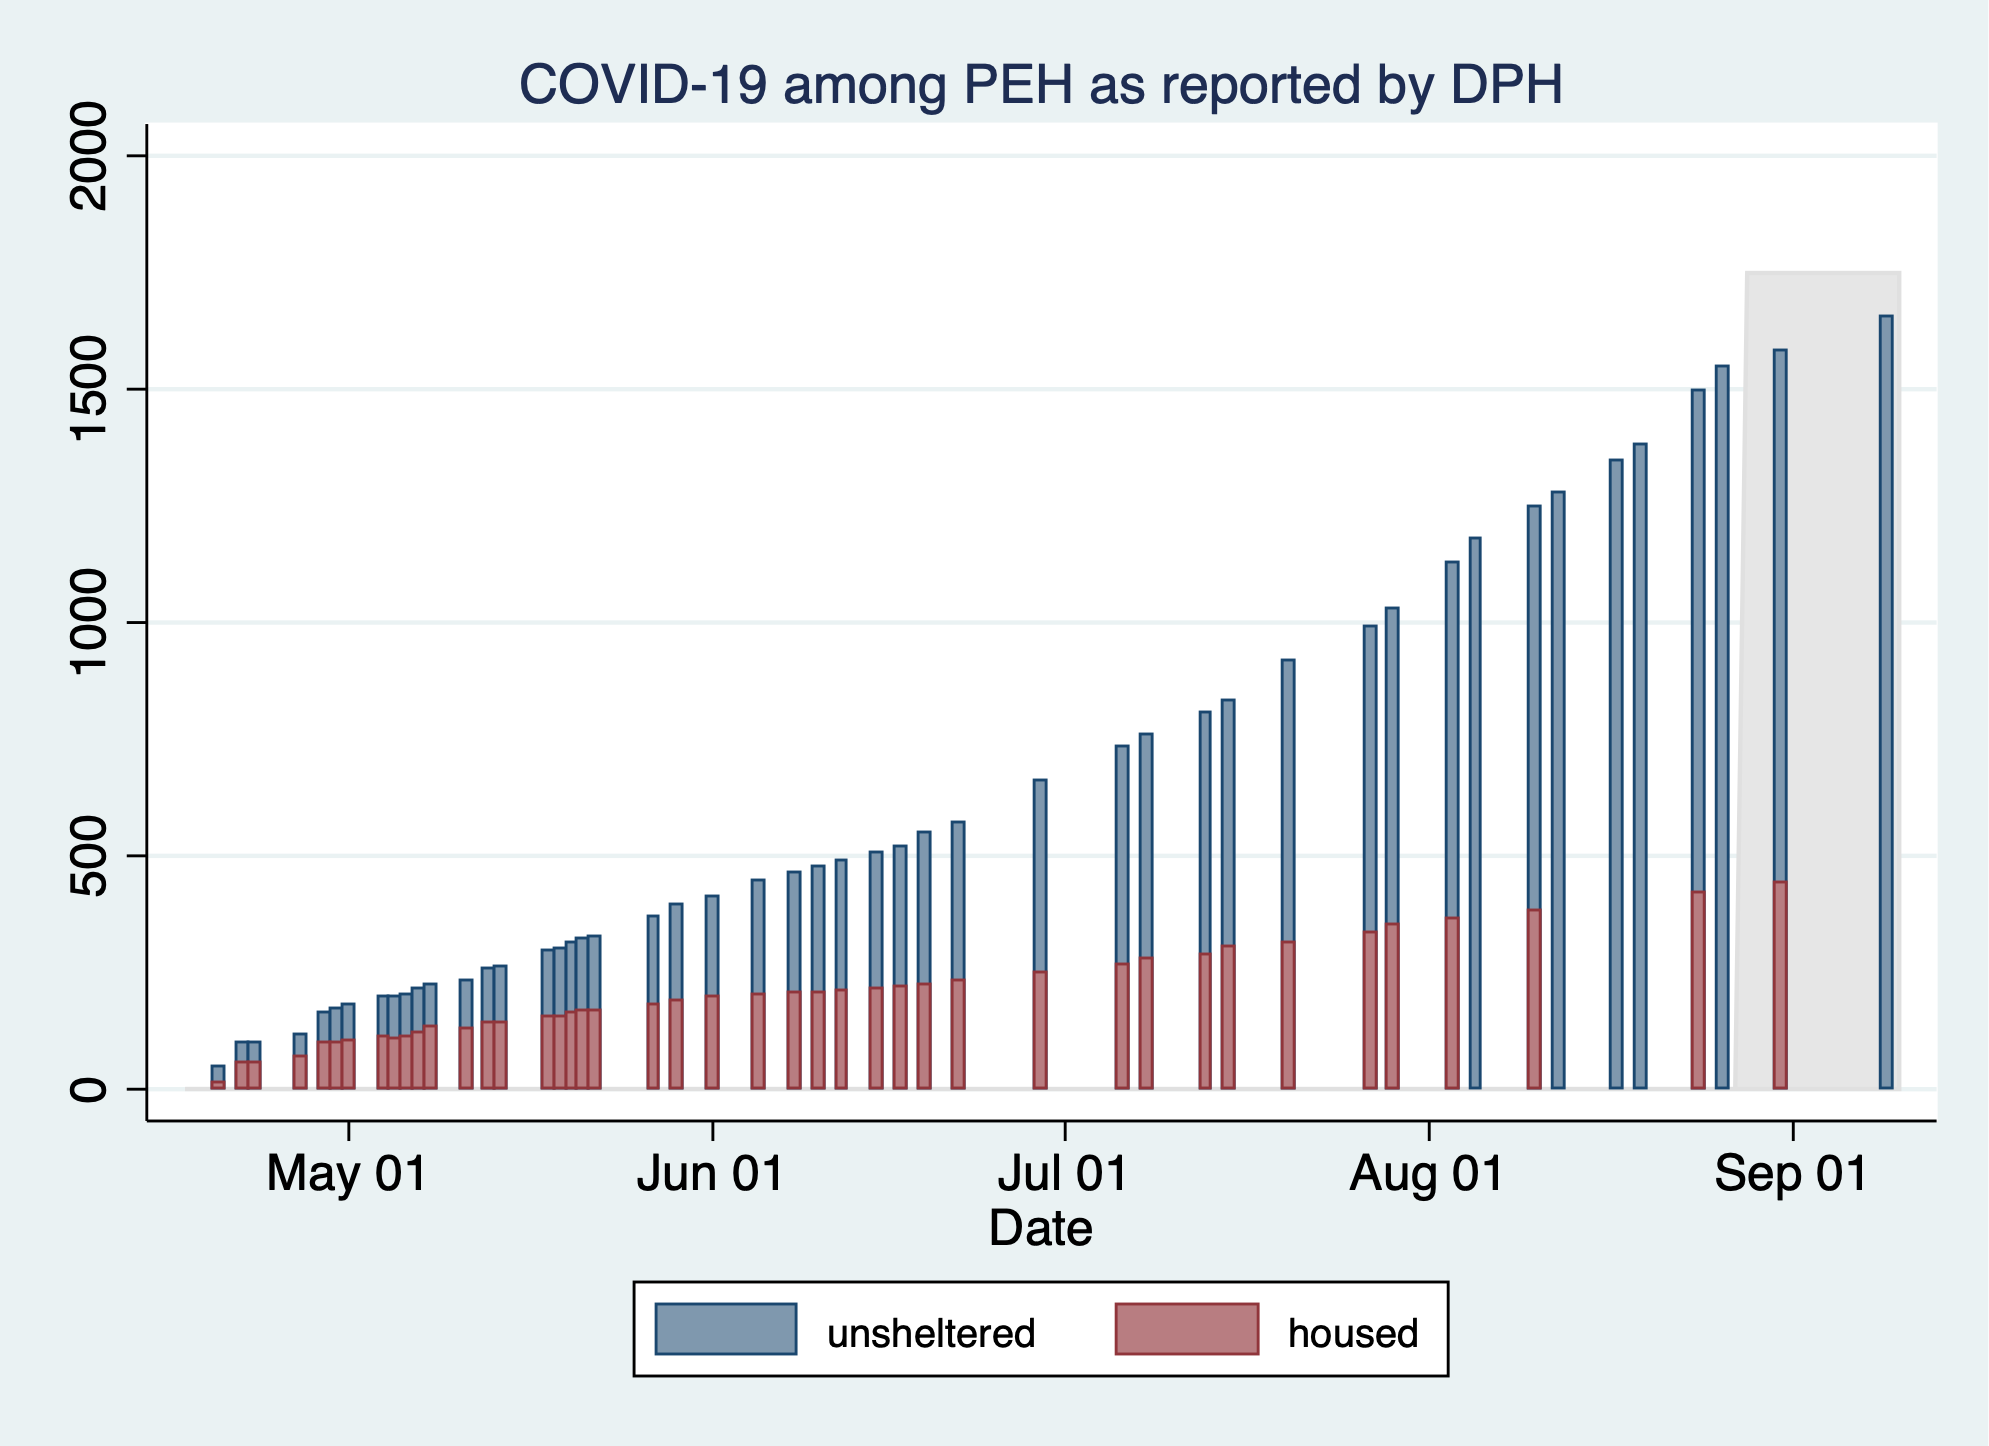 COVID-19 among PEH as reported by DPH
2000
1500
1000
500
0
May 01 Jun 01 Jul 01 Aug 01 Sep 01
Date
unsheltered housed